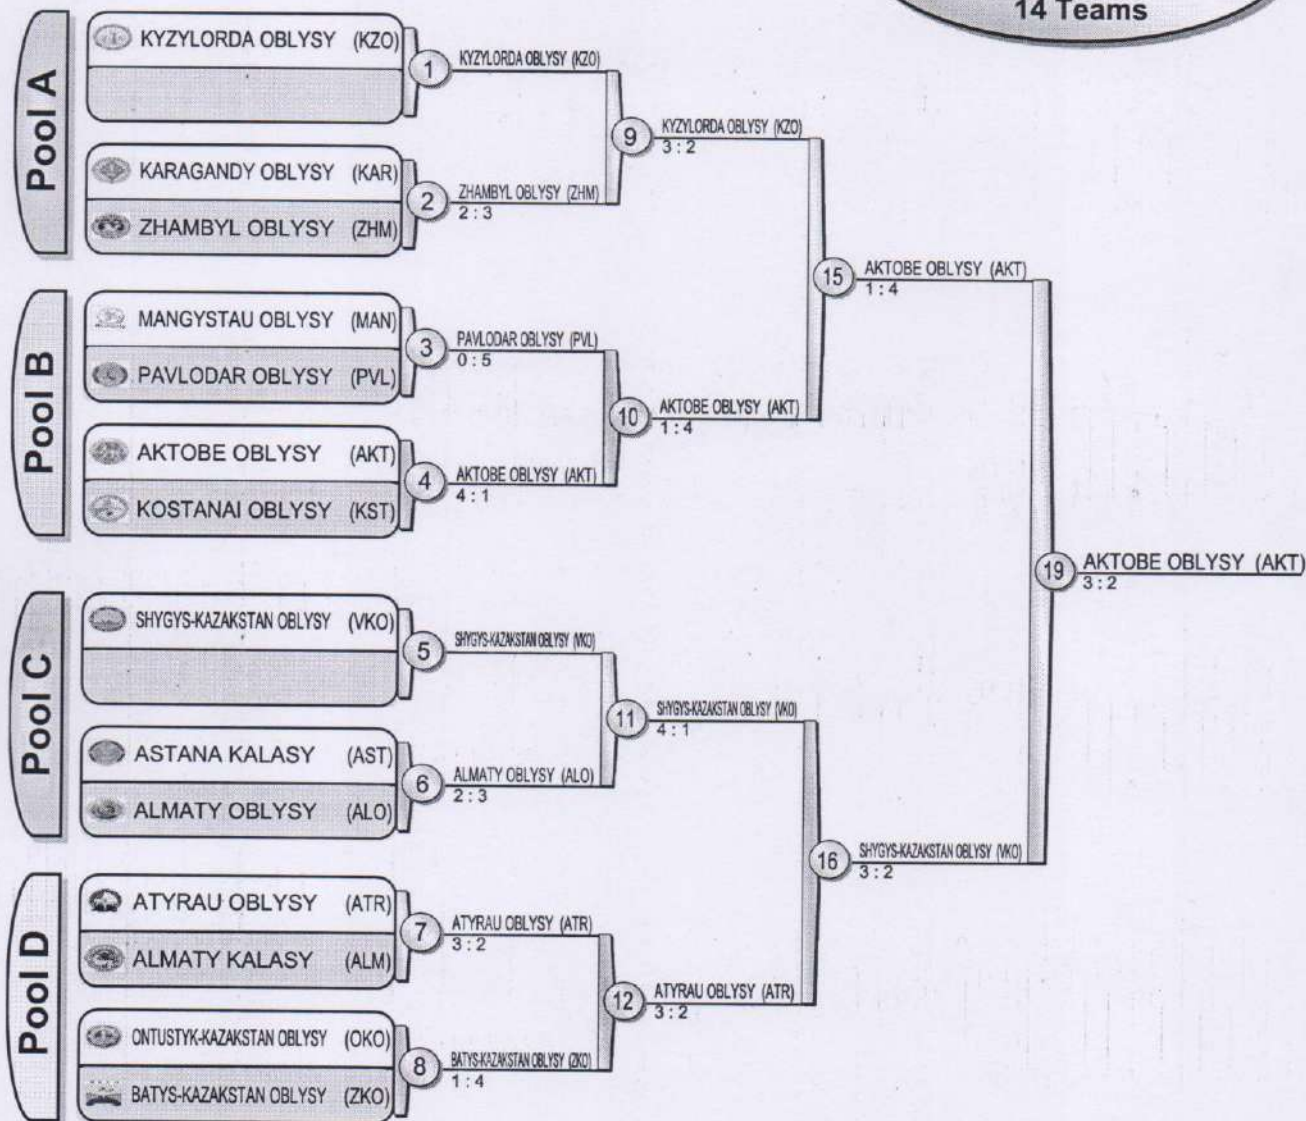 14 Teams
Pool A
KYZYLORDA OBLYSY (KZO)
KARAGANDY OBLYSY (KAR)
ZHAMBYL OBLYSY (ZHM)
1
KYZYLORDA OBLYSY (KZO)
2
ZHAMBYL OBLYSY (ZHM)
2 : 3
9
KYZYLORDA OBLYSY (KZO)
3 : 2
Pool B
MANGYSTAU OBLYSY (MAN)
PAVLODAR OBLYSY (PVL)
AKTOBE OBLYSY (AKT)
KOSTANAI OBLYSY (KST)
3
PAVLODAR OBLYSY (PVL)
0 : 5
4
AKTOBE OBLYSY (AKT)
4 : 1
10
AKTOBE OBLYSY (AKT)
1 : 4
15
AKTOBE OBLYSY (AKT)
1 : 4
Pool C
SHYGYS-KAZAKSTAN OBLYSY (VKO)
ASTANA KALASY (AST)
ALMATY OBLYSY (ALO)
5
SHYGYS-KAZAKSTAN OBLYSY (VKO)
6
ALMATY OBLYSY (ALO)
2 : 3
11
SHYGYS-KAZAKSTAN OBLYSY (VKO)
4 : 1
Pool D
ATYRAU OBLYSY (ATR)
ALMATY KALASY (ALM)
ONTUSTYK-KAZAKSTAN OBLYSY (OKO)
BATYS-KAZAKSTAN OBLYSY (ZKO)
7
ATYRAU OBLYSY (ATR)
3 : 2
8
BATYS-KAZAKSTAN OBLYSY (ZKO)
1 : 4
12
ATYRAU OBLYSY (ATR)
3 : 2
16
SHYGYS-KAZAKSTAN OBLYSY (VKO)
3 : 2
19
AKTOBE OBLYSY (AKT)
3 : 2